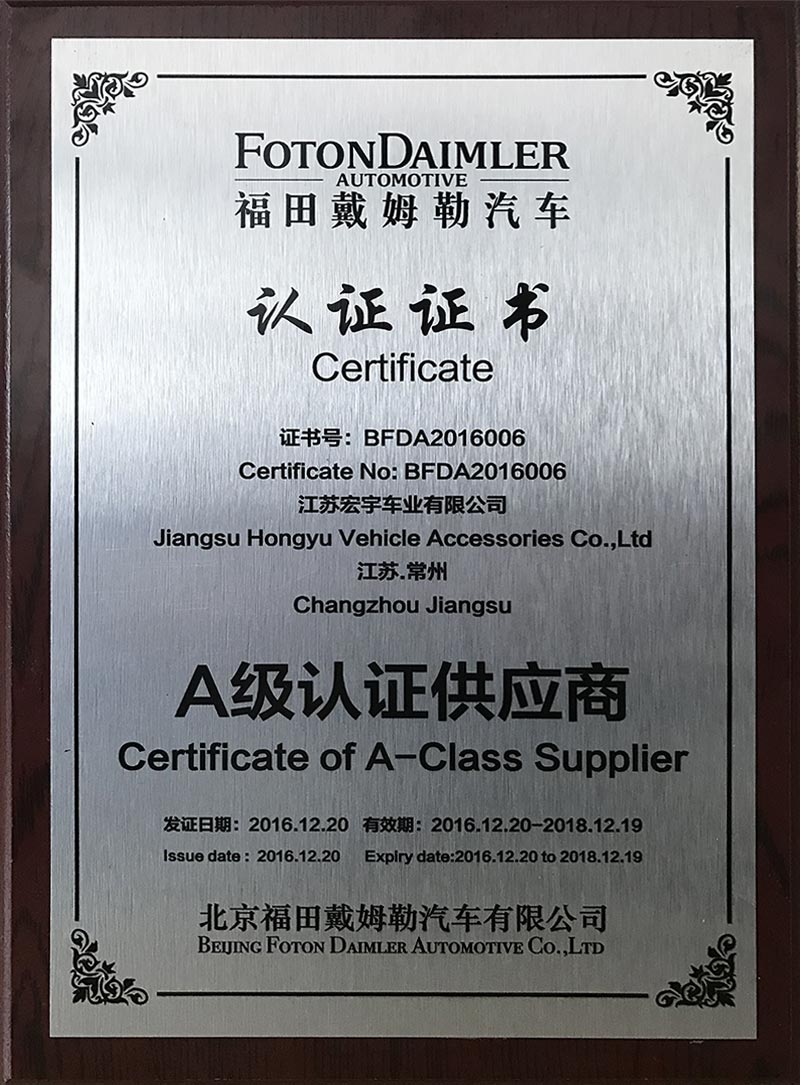 FOTONDAIMLER
AUTOMOTIVE
福田戴姆勒汽车
认证证书
Certificate
证书号：BFDA2016006
Certificate No: BFDA2016006
江苏宏宇车业有限公司
Jiangsu Hongyu Vehicle Accessories Co.,Ltd
江苏.常州
Changzhou Jiangsu
A级认证供应商
Certificate of A-Class Supplier
发证日期：2016.12.20 有效期：2016.12.20-2018.12.19
Issue date : 2016.12.20 Expiry date:2016.12.20 to 2018.12.19
北京福田戴姆勒汽车有限公司
BEIJING FOTON DAIMLER AUTOMOTIVE CO.,LTD